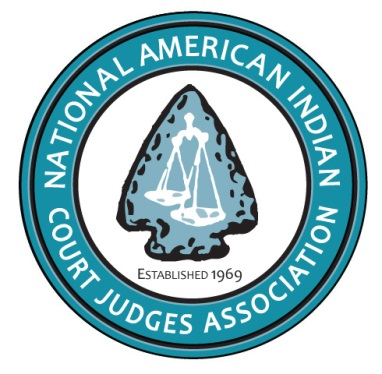 NATIONAL AMERICAN INDIAN
COURT JUDGES ASSOCIATION
ESTABLISHED 1969